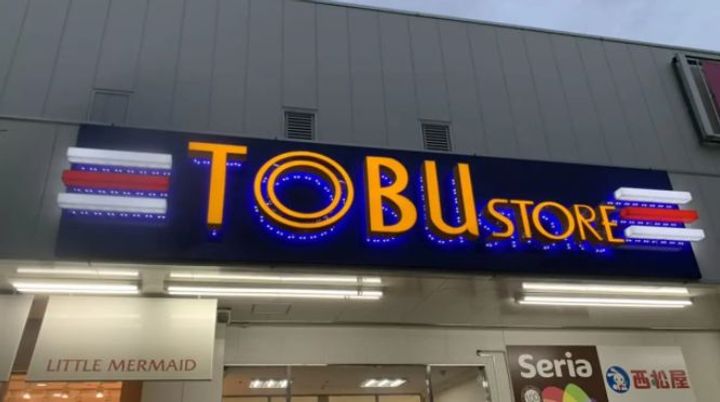 TOBU STORE
LITTLE MERMAID
Seria
西松屋